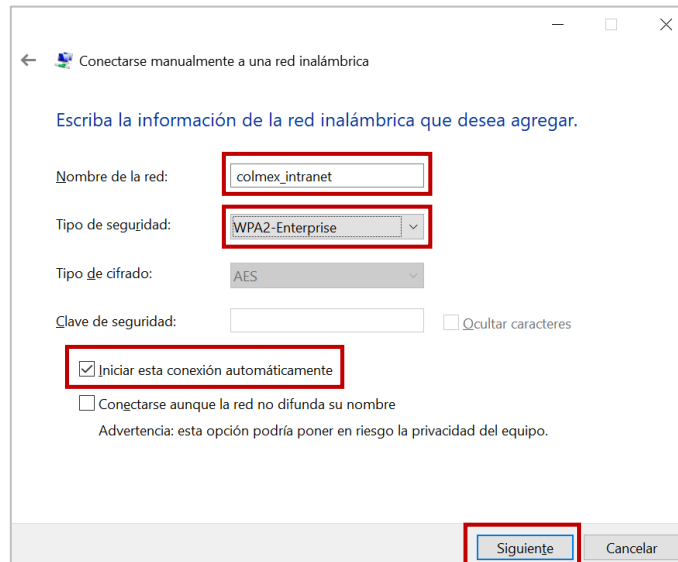 Conectarse manualmente a una red inalámbrica
Escriba la información de la red inalámbrica que desea agregar.
Nombre de la red: colmex_intranet
Tipo de seguridad: WPA2-Enterprise
Tipo de cifrado: AES
Clave de seguridad: Ocultar caracteres
Iniciar esta conexión automáticamente
Conectarse aunque la red no difunda su nombre
Advertencia: esta opción podría poner en riesgo la privacidad del equipo.
Siguiente Cancelar